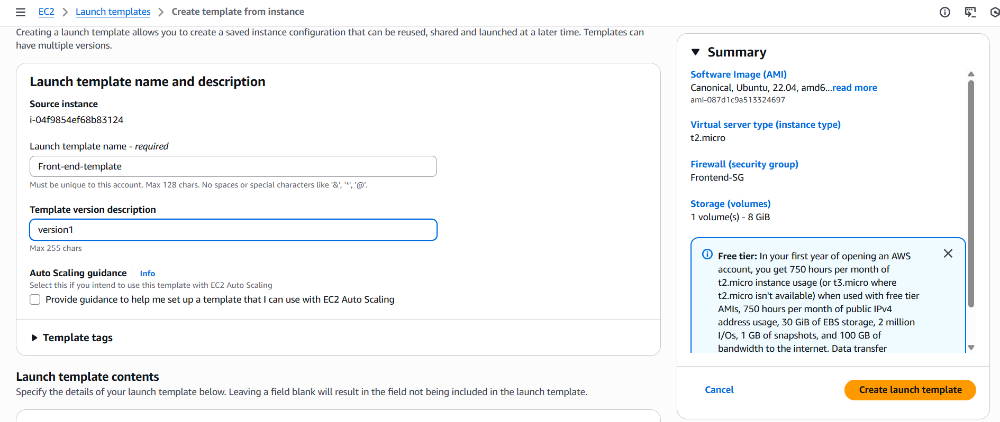 EC2 > Launch templates > Create template from instance
Creating a launch template allows you to create a saved instance configuration that can be reused, shared and launched at a later time. Templates can
have multiple versions.
Launch template name and description
Source instance
i-04f9854ef68b83124
Launch template name - required
Front-end-template
Must be unique to this account. Max 128 chars. No spaces or special characters like '&', '*', '@'.
Template version description
version1
Max 255 chars
Auto Scaling guidance Info
Select this if you intend to use this template with EC2 Auto Scaling
Provide guidance to help me set up a template that I can use with EC2 Auto Scaling
Template tags
Launch template contents
Specify the details of your launch template below. Leaving a field blank will result in the field not being included in the launch template.
Summary
Software Image (AMI)
Canonical, Ubuntu, 22.04, amd6...read more
ami-087d1c9a513324697
Virtual server type (instance type)
t2.micro
Firewall (security group)
Frontend-SG
Storage (volumes)
1 volume(s) - 8 GiB
Free tier: In your first year of opening an AWS
account, you get 750 hours per month of
t2.micro instance usage (or t3.micro where
t2.micro isn't available) when used with free tier
AMIs, 750 hours per month of public IPv4
address usage, 30 GiB of EBS storage, 2 million
I/Os, 1 GB of snapshots, and 100 GB of
bandwidth to the internet. Data transfer
Cancel
Create launch template